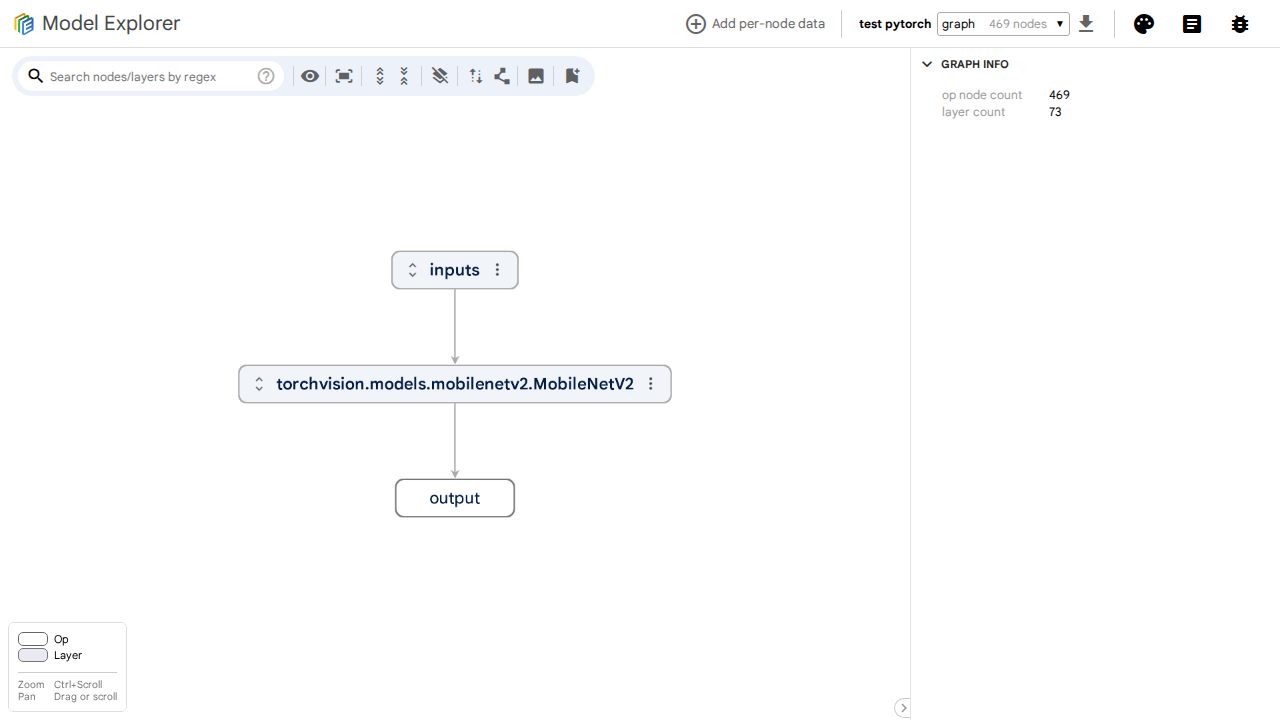 Model Explorer
Add per-node data
test pytorch
graph 469 nodes
Search nodes/layers by regex
GRAPH INFO
op node count 469
layer count 73
inputs
torchvision.models.mobilenetv2.MobileNetV2
output
Op
Layer
Zoom Ctrl+Scroll
Pan Drag or scroll